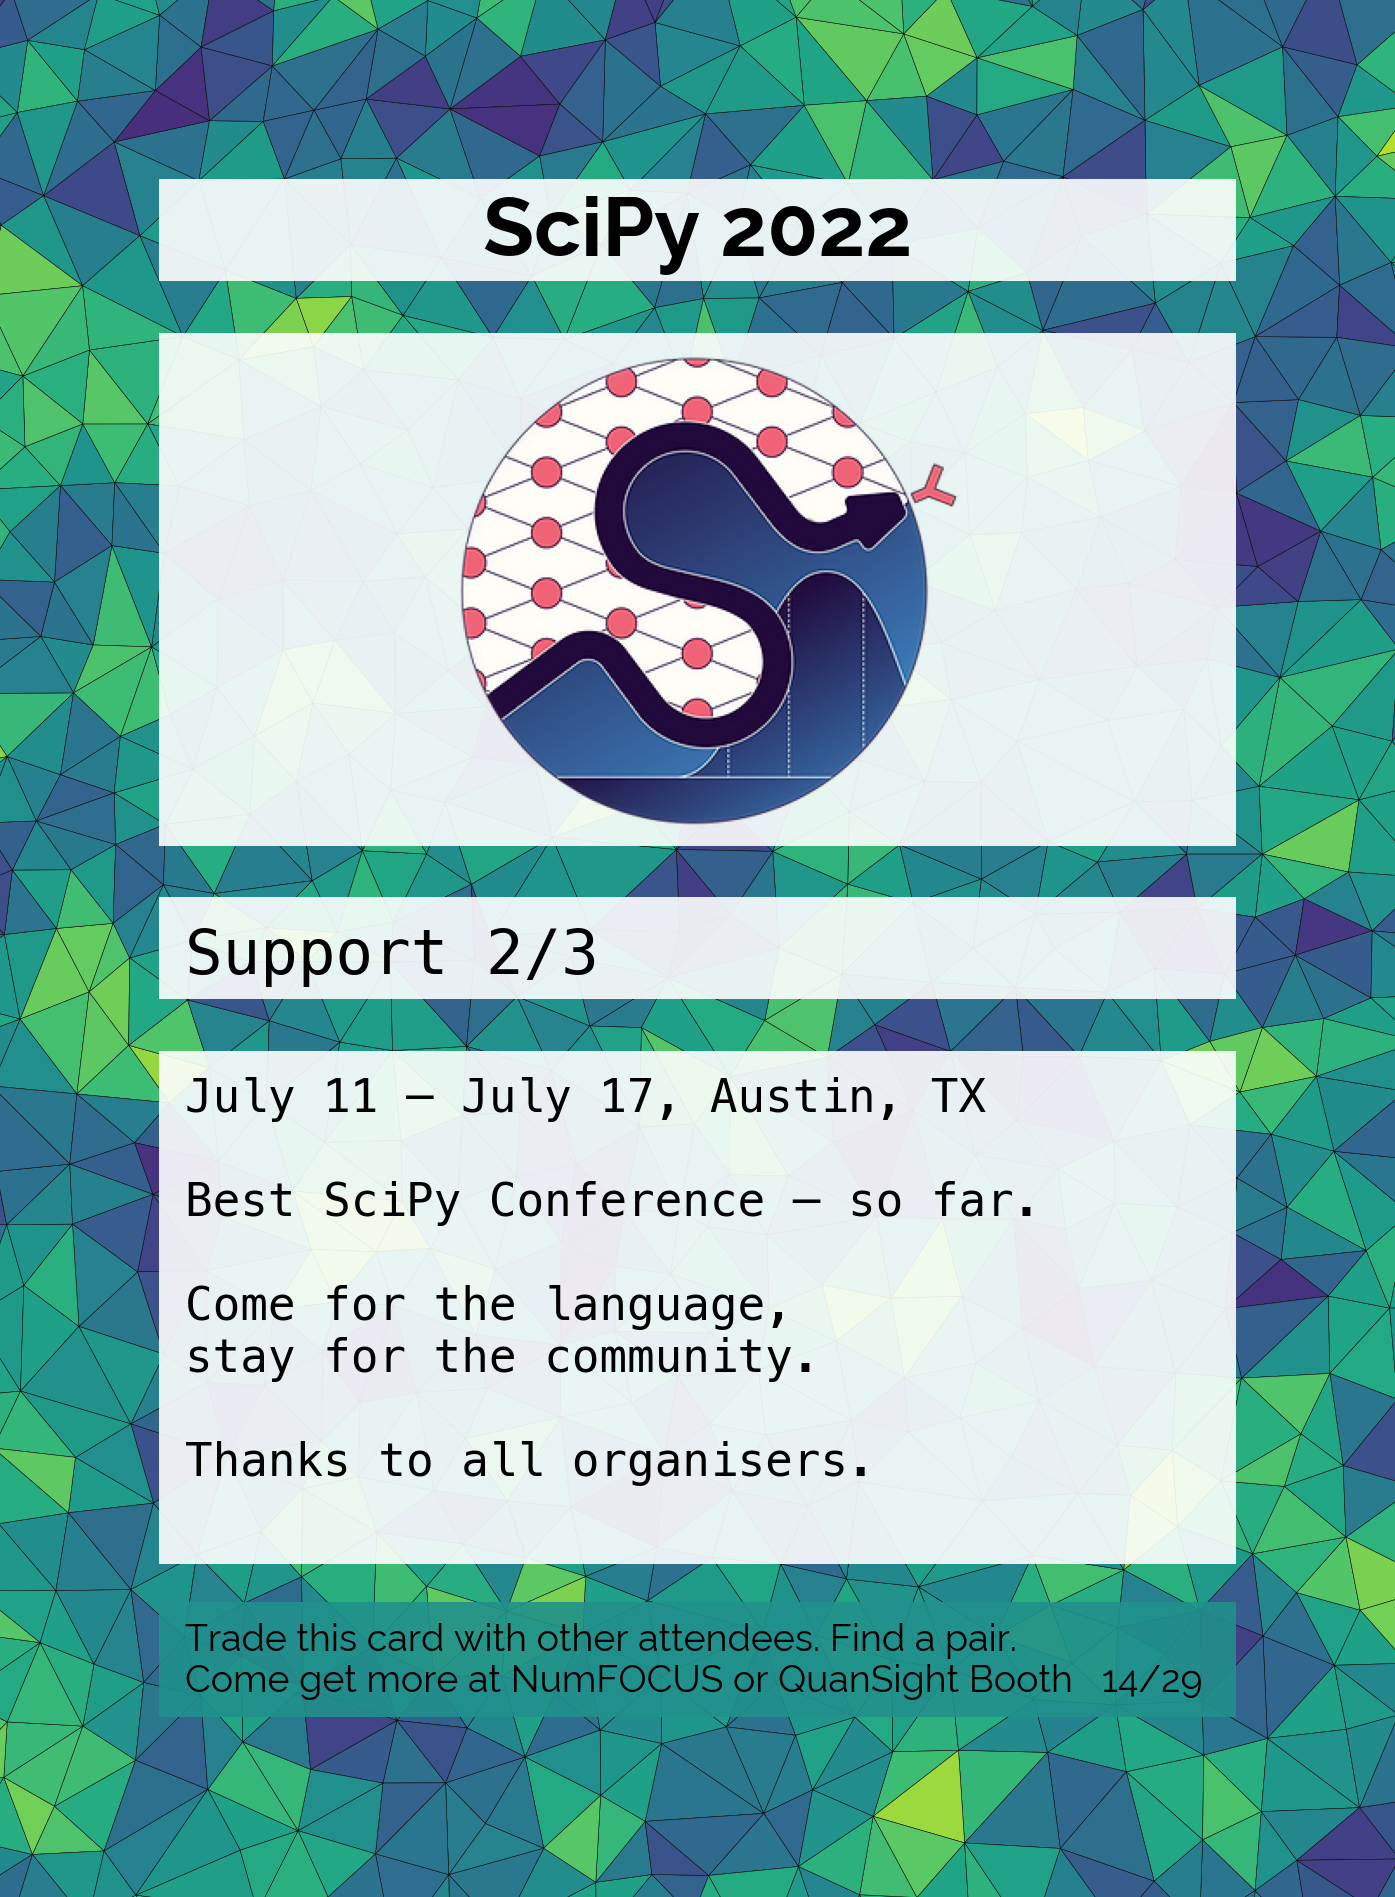 SciPy 2022
Support 2/3
July 11 – July 17, Austin, TX
Best SciPy Conference – so far.
Come for the language,
stay for the community.
Thanks to all organisers.
Trade this card with other attendees. Find a pair.
Come get more at NumFOCUS or QuanSight Booth 14/29